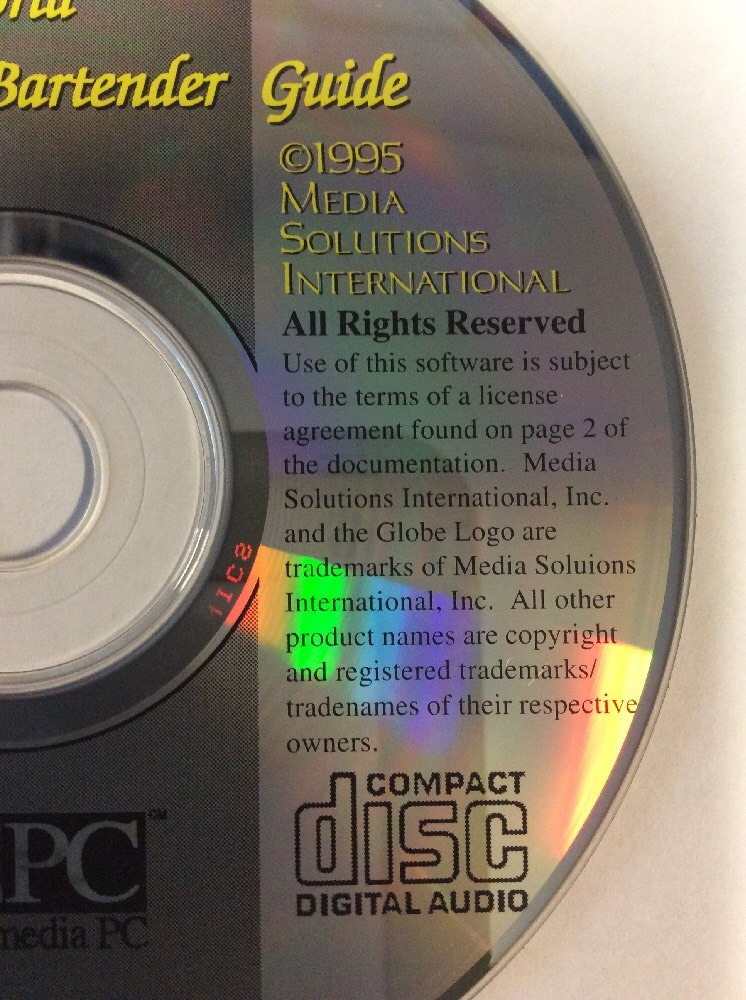 Bartender Guide
©1995
MEDIA
SOLUTIONS
INTERNATIONAL
All Rights Reserved
Use of this software is subject
to the terms of a license
agreement found on page 2 of
the documentation. Media
Solutions International, Inc.
and the Globe Logo are
trademarks of Media Soluions
International, Inc. All other
product names are copyright
and registered trademarks/
tradenames of their respective
owners.
COMPACT
disc
DIGITAL AUDIO
PC
media PC